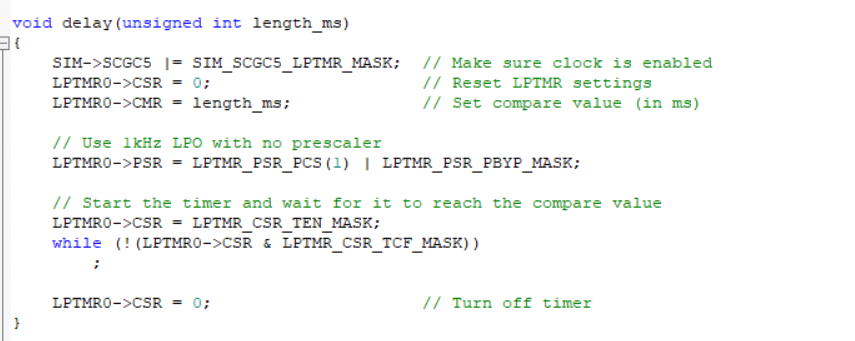 void delay(unsigned int length_ms)
{
    SIM->SCGC5 |= SIM_SCGC5_LPTMR_MASK;  // Make sure clock is enabled
    LPTMR0->CSR = 0;                     // Reset LPTMR settings
    LPTMR0->CMR = length_ms;             // Set compare value (in ms)

    // Use 1kHz LPO with no prescaler
    LPTMR0->PSR = LPTMR_PSR_PCS(1) | LPTMR_PSR_PBYP_MASK;

    // Start the timer and wait for it to reach the compare value
    LPTMR0->CSR = LPTMR_CSR_TEN_MASK;
    while (!(LPTMR0->CSR & LPTMR_CSR_TCF_MASK))
        ;

    LPTMR0->CSR = 0;                     // Turn off timer
}